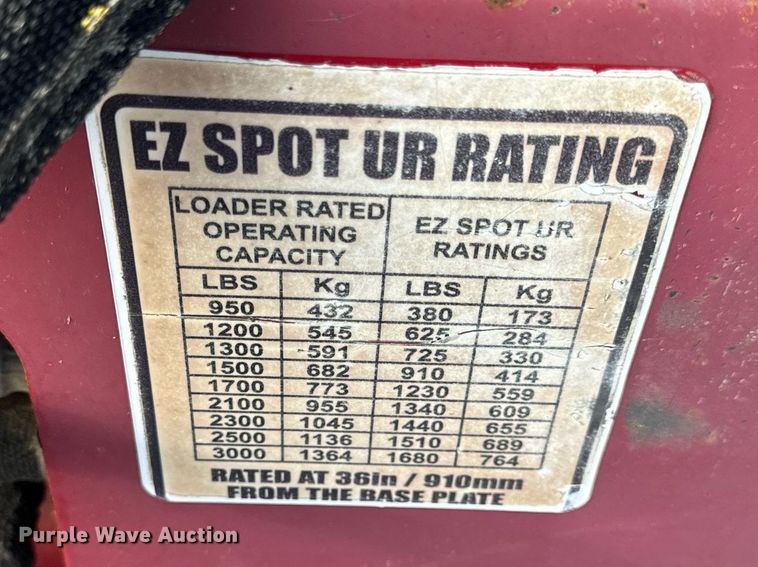 EZ SPOT UR RATING
LOADER RATED OPERATING CAPACITY EZ SPOT UR RATINGS
LBS Kg LBS Kg
950 432 380 173
1200 545 625 284
1300 591 725 330
1500 682 910 414
1700 773 1230 559
2100 955 1340 609
2300 1045 1440 655
2500 1136 1510 689
3000 1364 1680 764
RATED AT 36in / 910mm
FROM THE BASE PLATE
Purple Wave Auction